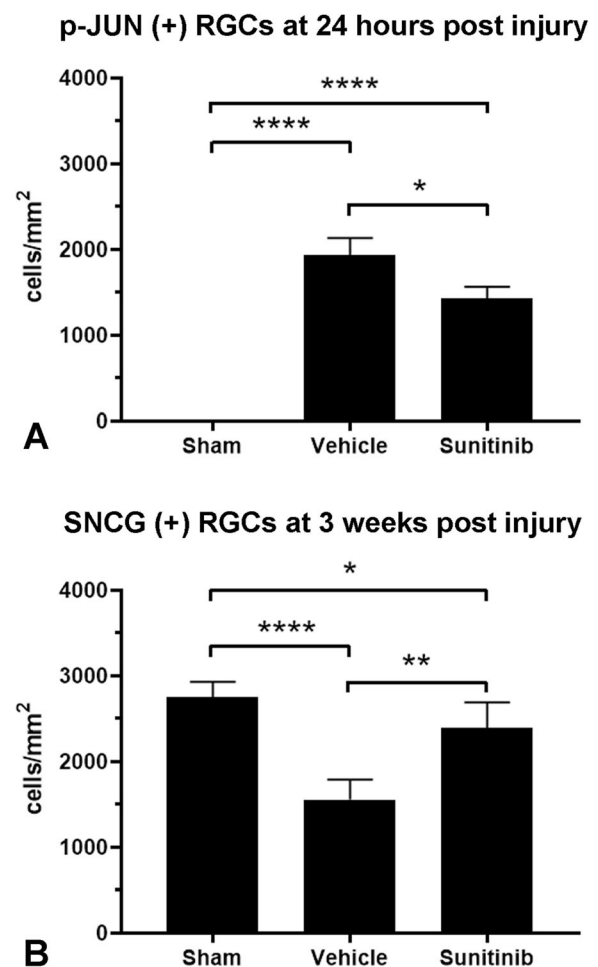 p-JUN (+) RGCs at 24 hours post injury
4000
****
****
3000
*
cells/mm²
2000
1000
0
A
Sham Vehicle Sunitinib
SNCG (+) RGCs at 3 weeks post injury
4000
*
****
**
3000
cells/mm²
2000
1000
0
B
Sham Vehicle Sunitinib